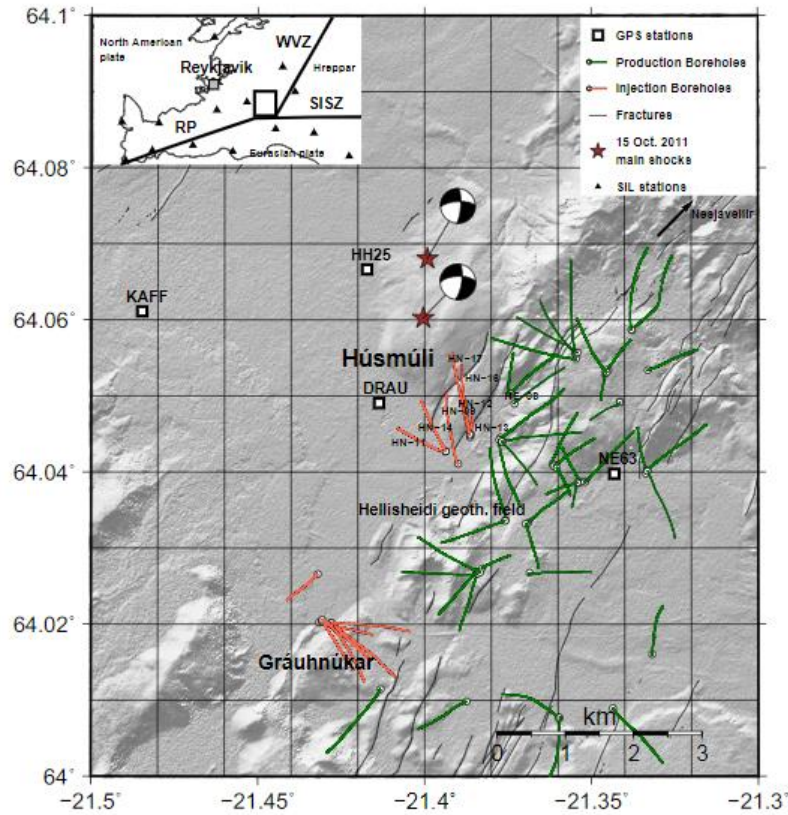 64.1°
64.08
64.06
64.04
64.02
64°
−21.5°
−21.45°
−21.4°
−21.35°
−21.3°
North American
plate
WVZ
Hreppar
Reykjavik
SISZ
RP
Eurasian plate
GPS stations
Production Boreholes
Injection Boreholes
Fractures
15 Oct. 2011
main shocks
SIL stations
Nesjavellir
HH25
KAFF
Húsmúli
HN-17
HN-16
DRAU
HN-12
HN-09
HN-14
HN-13
HN-11
NE63
Hellisheidi geoth. field
Gráuhnúkar
km
0 1 2 3